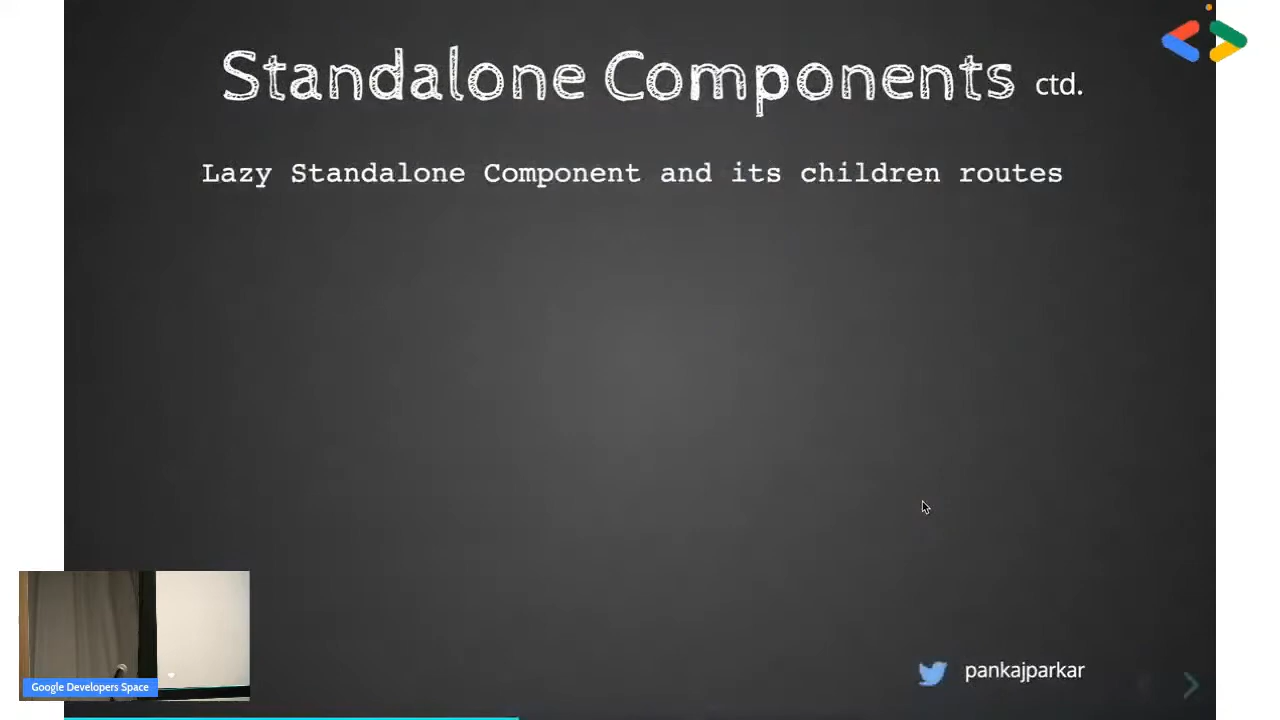 Standalone Components ctd.
Lazy Standalone Component and its children routes
Google Developers Space
pankajparkar